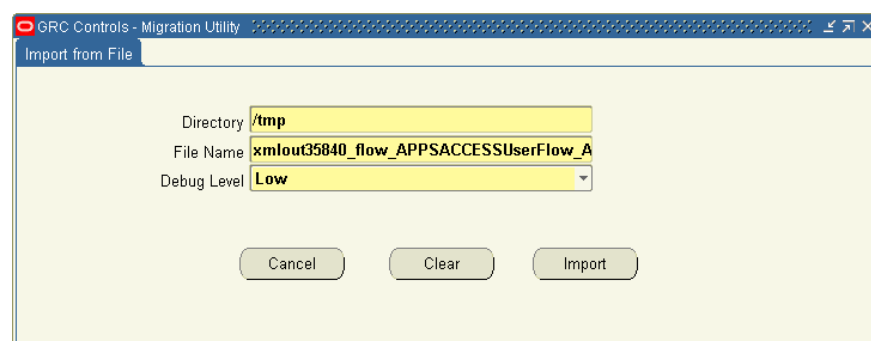 GRC Controls - Migration Utility
Import from File
Directory /tmp
File Name xmlout35840_flow_APPSACCESSUserFlow_A
Debug Level Low
Cancel Clear Import